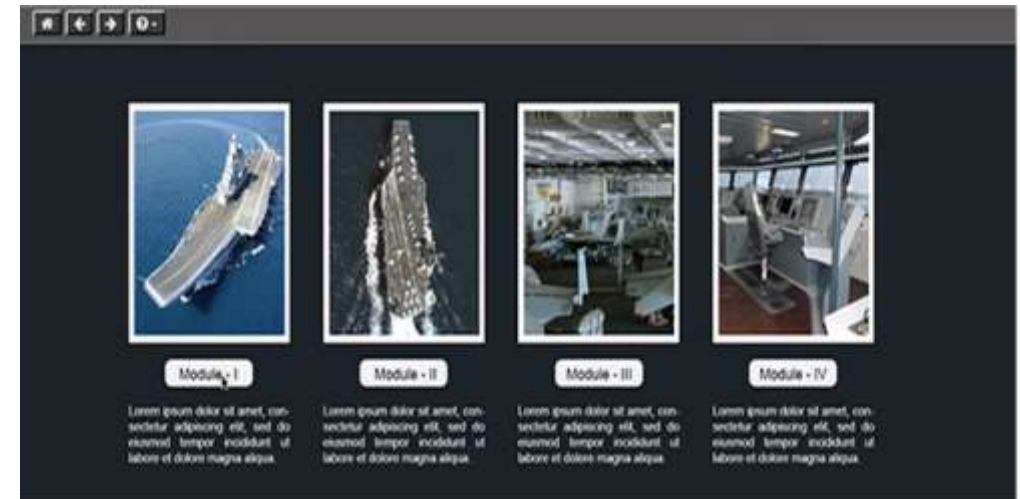 Module - I
Module - II
Module - III
Module - IV
Lorem ipsum dolor sit amet, con-
sectetur adipiscing elit, sed do
eiusmod tempor incididunt ut
labore et dolore magna aliqua.
Lorem ipsum dolor sit amet, con-
sectetur adipiscing elit, sed do
eiusmod tempor incididunt ut
labore et dolore magna aliqua.
Lorem ipsum dolor sit amet, con-
sectetur adipiscing elit, sed do
eiusmod tempor incididunt ut
labore et dolore magna aliqua.
Lorem ipsum dolor sit amet, con-
sectetur adipiscing elit, sed do
eiusmod tempor incididunt ut
labore et dolore magna aliqua.